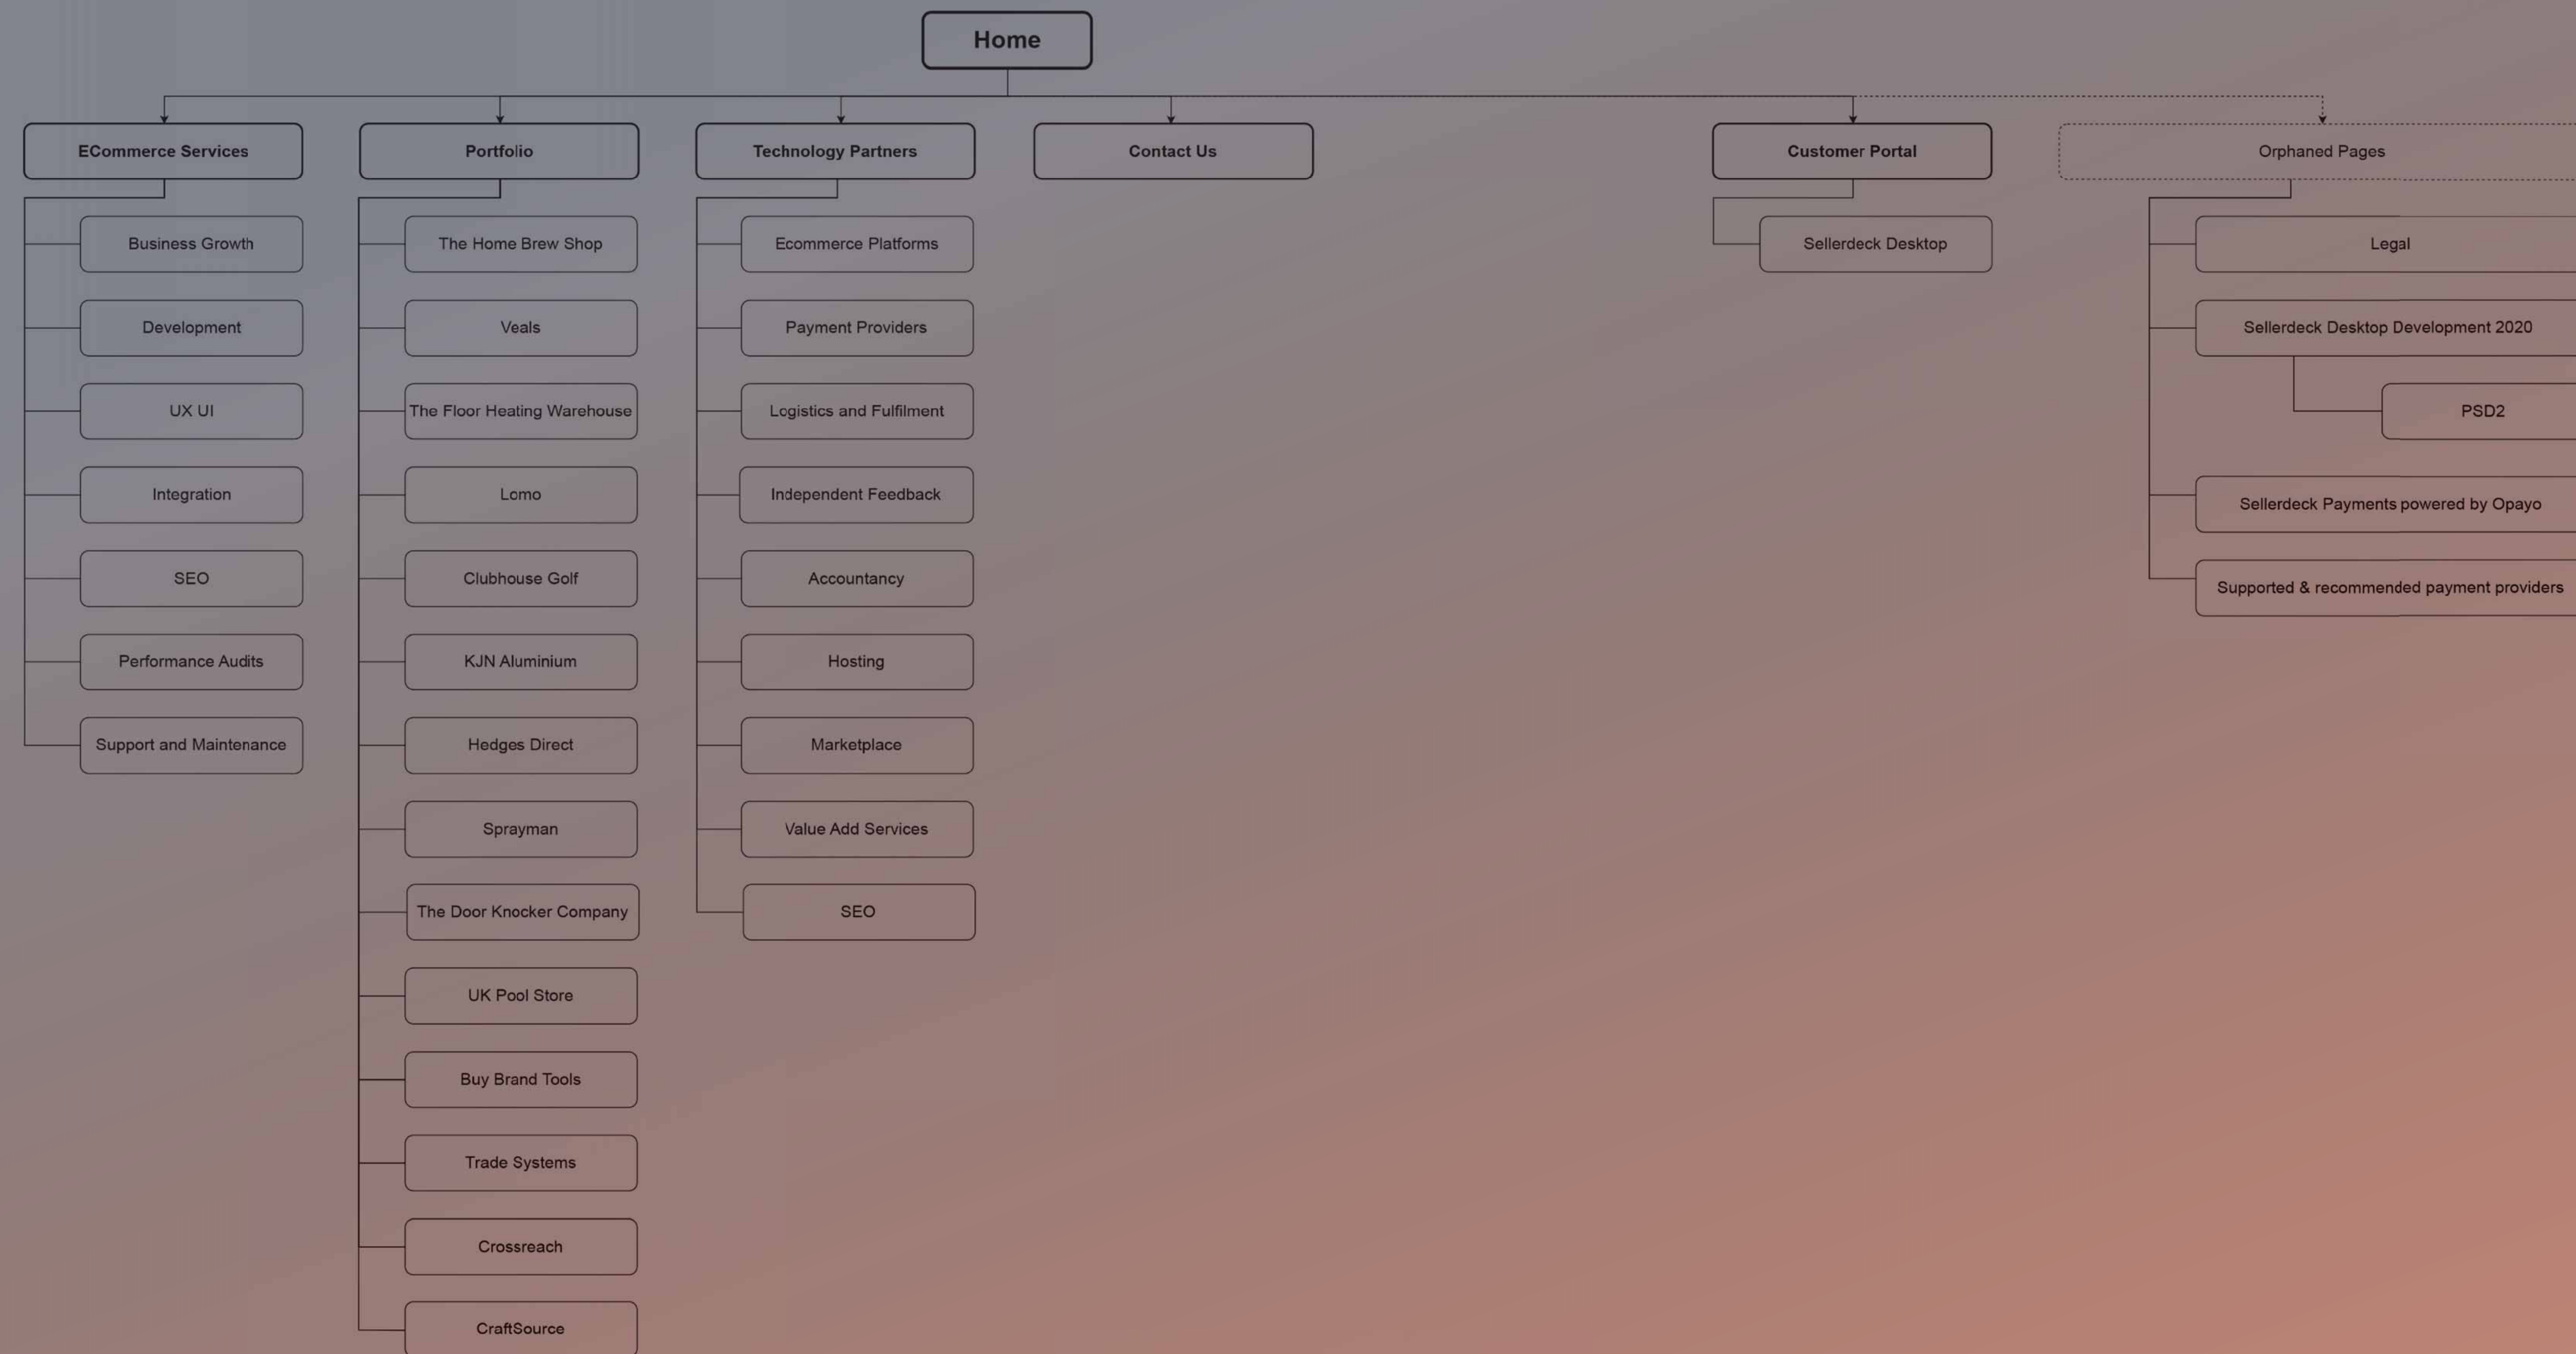 Home
ECommerce Services
Portfolio
Technology Partners
Contact Us
Customer Portal
Orphaned Pages
Business Growth
Development
UX UI
Integration
SEO
Performance Audits
Support and Maintenance
The Home Brew Shop
Veals
The Floor Heating Warehouse
Lomo
Clubhouse Golf
KJN Aluminium
Hedges Direct
Sprayman
The Door Knocker Company
UK Pool Store
Buy Brand Tools
Trade Systems
Crossreach
CraftSource
Ecommerce Platforms
Payment Providers
Logistics and Fulfilment
Independent Feedback
Accountancy
Hosting
Marketplace
Value Add Services
SEO
Sellerdeck Desktop
Legal
Sellerdeck Desktop Development 2020
PSD2
Sellerdeck Payments powered by Opayo
Supported & recommended payment providers